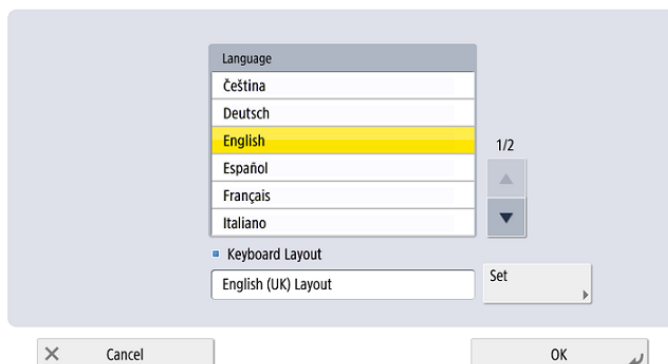 Language
Čeština
Deutsch
English
Español
Français
Italiano
1/2
Keyboard Layout
English (UK) Layout
Set
Cancel
OK